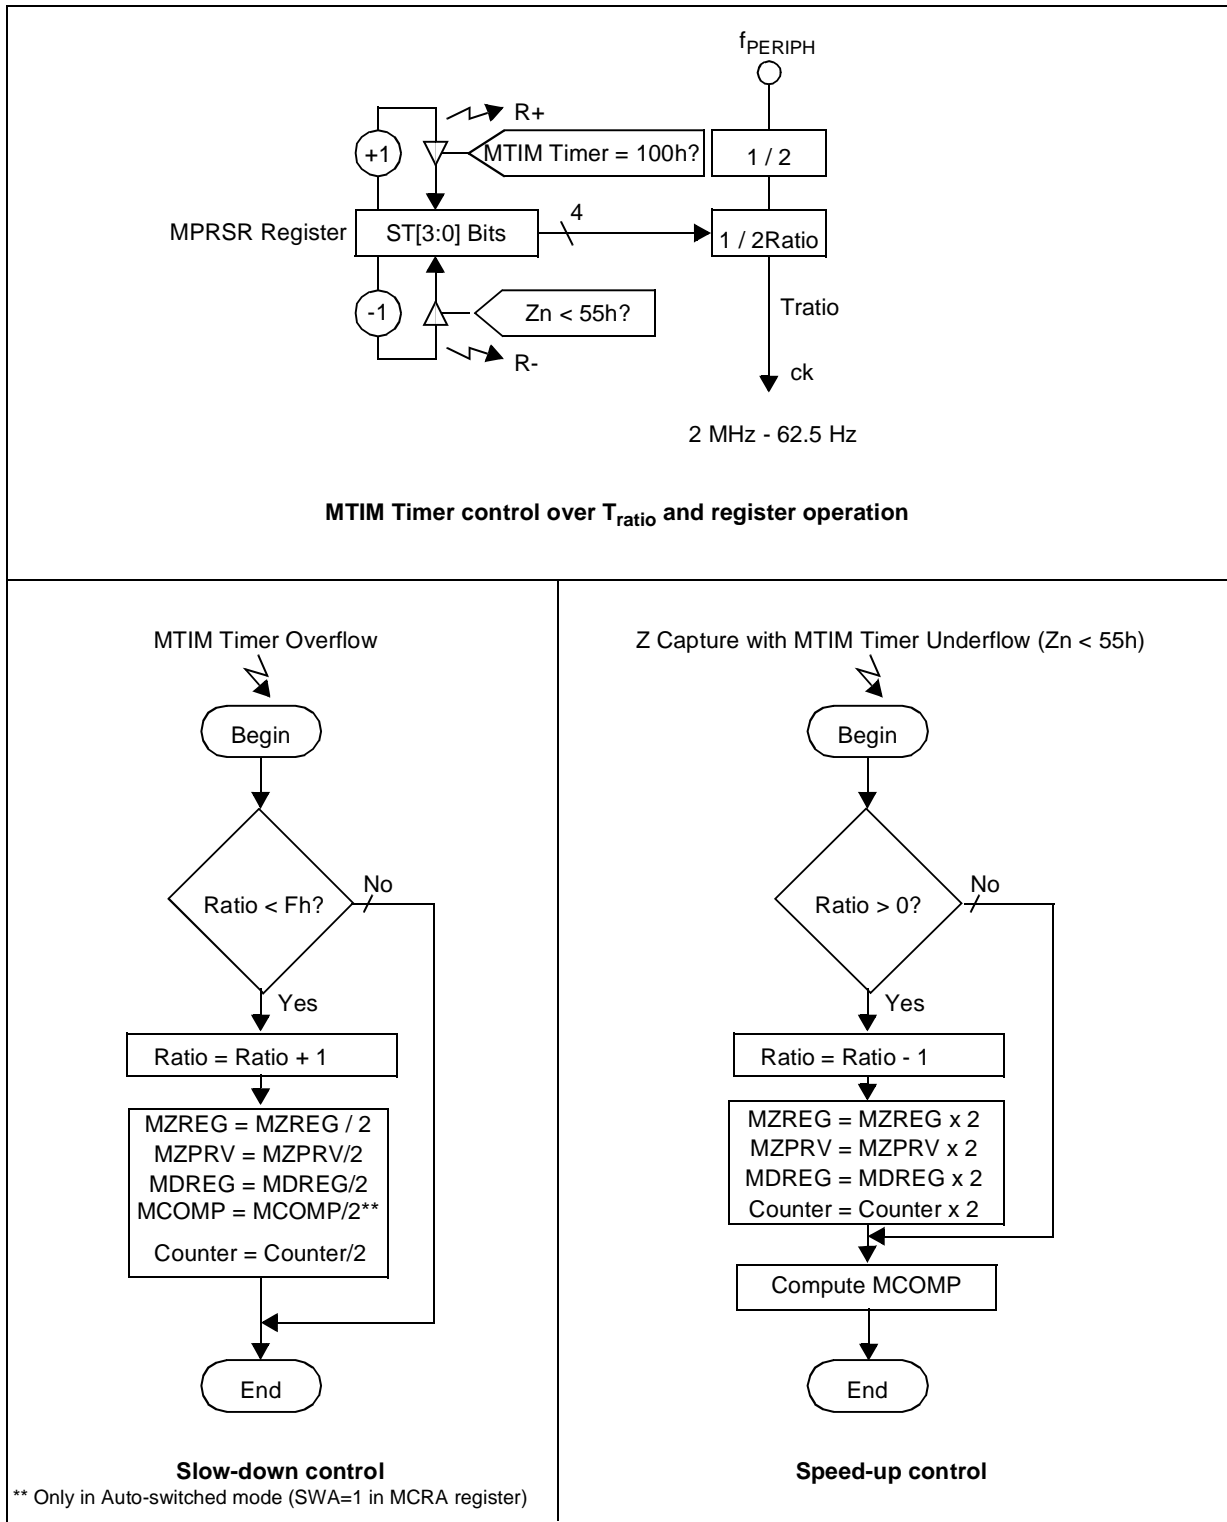 fPERIPH
R+
+1
MTIM Timer = 100h?
1 / 2
MPRSR Register
ST[3:0] Bits
4
1 / 2Ratio
-1
Zn < 55h?
R-
Tratio
ck
2 MHz - 62.5 Hz
MTIM Timer control over Tratio and register operation
MTIM Timer Overflow
Begin
Ratio < Fh?
No
Yes
Ratio = Ratio + 1
MZREG = MZREG / 2
MZPRV = MZPRV/2
MDREG = MDREG/2
MCOMP = MCOMP/2**
Counter = Counter/2
End
Slow-down control
** Only in Auto-switched mode (SWA=1 in MCRA register)
Z Capture with MTIM Timer Underflow (Zn < 55h)
Begin
Ratio > 0?
No
Yes
Ratio = Ratio - 1
MZREG = MZREG x 2
MZPRV = MZPRV x 2
MDREG = MDREG x 2
Counter = Counter x 2
Compute MCOMP
End
Speed-up control